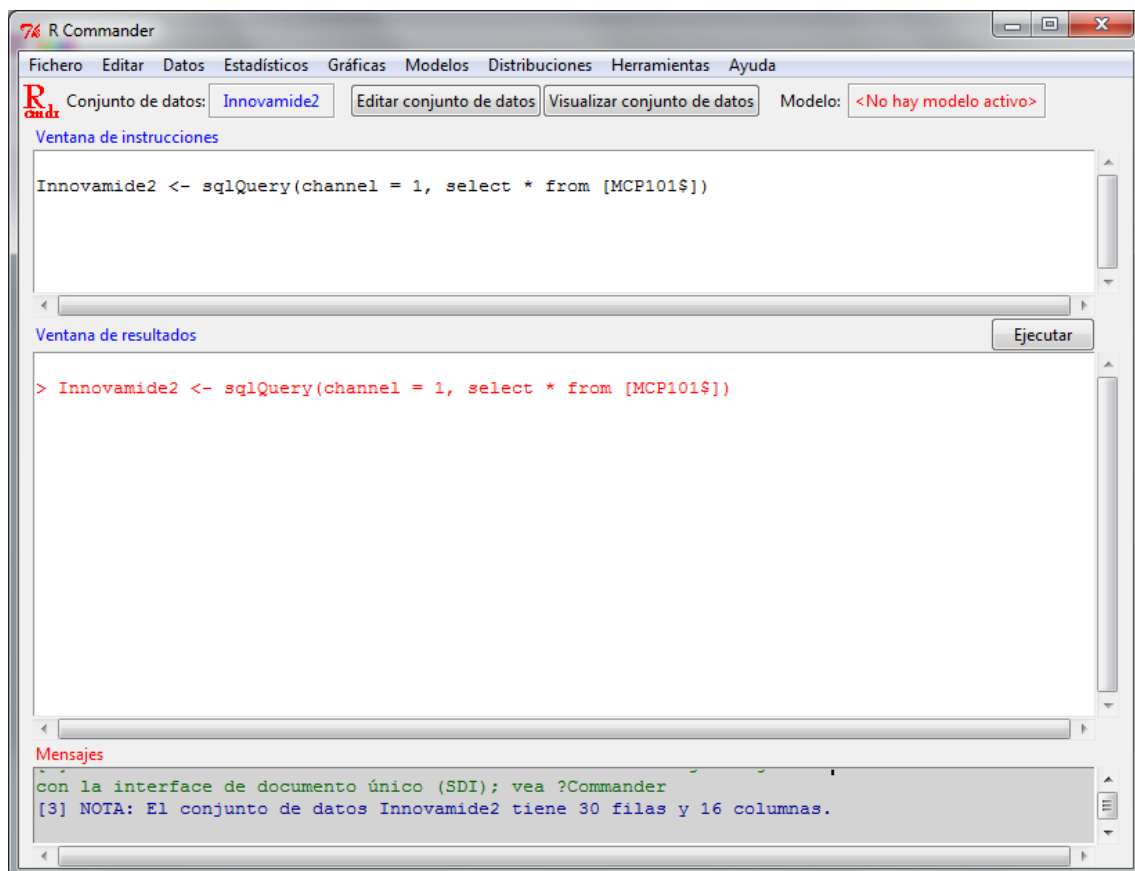 R Commander
Fichero Editar Datos Estadísticos Gráficas Modelos Distribuciones Herramientas Ayuda
R cmdr Conjunto de datos: Innovamide2 Editar conjunto de datos Visualizar conjunto de datos Modelo: <No hay modelo activo>
Ventana de instrucciones
Innovamide2 <- sqlQuery(channel = 1, select * from [MCP101$])
Ventana de resultados Ejecutar
> Innovamide2 <- sqlQuery(channel = 1, select * from [MCP101$])
Mensajes
con la interface de documento único (SDI); vea ?Commander
[3] NOTA: El conjunto de datos Innovamide2 tiene 30 filas y 16 columnas.